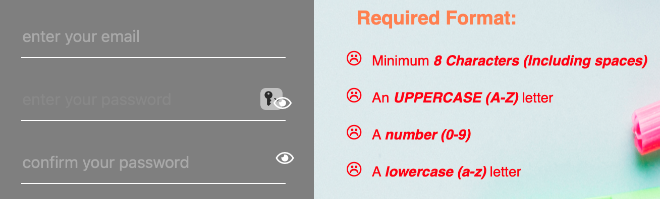 enter your email
enter your password
confirm your password
Required Format:
Minimum 8 Characters (Including spaces)
An UPPERCASE (A-Z) letter
A number (0-9)
A lowercase (a-z) letter